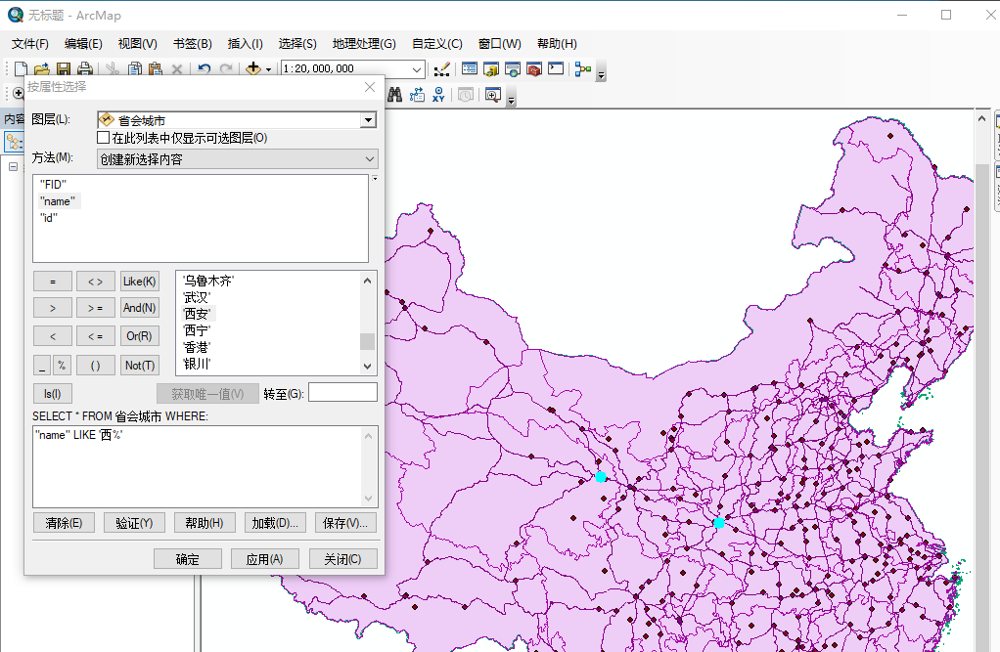 无标题 - ArcMap
文件(F) 编辑(E) 视图(V) 书签(B) 插入(I) 选择(S) 地理处理(G) 自定义(C) 窗口(W) 帮助(H)
1:20,000,000
按属性选择
XY
内容
图层(L): 省会城市
在此列表中仅显示可选图层(O)
方法(M): 创建新选择内容
"FID"
"name"
"id"
= < > Like(K)
> > = And(N)
< < = Or(R)
_ % ( ) Not(T)
Is(I)
'乌鲁木齐'
'武汉'
'西安'
'西宁'
'香港'
'银川'
获取唯一值(V) 转至(G):
SELECT * FROM 省会城市 WHERE:
"name" LIKE '西%'
清除(E) 验证(Y) 帮助(H) 加载(D)... 保存(V)...
确定 应用(A) 关闭(C)